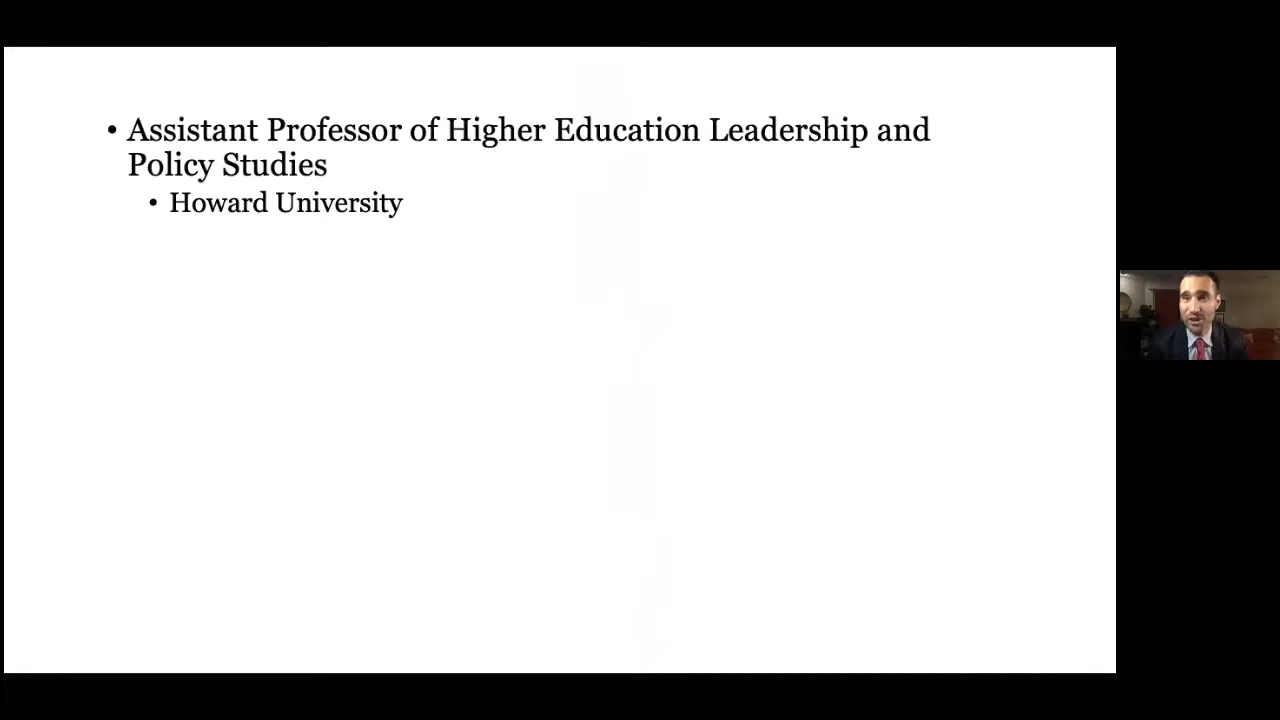 • Assistant Professor of Higher Education Leadership and
Policy Studies
• Howard University